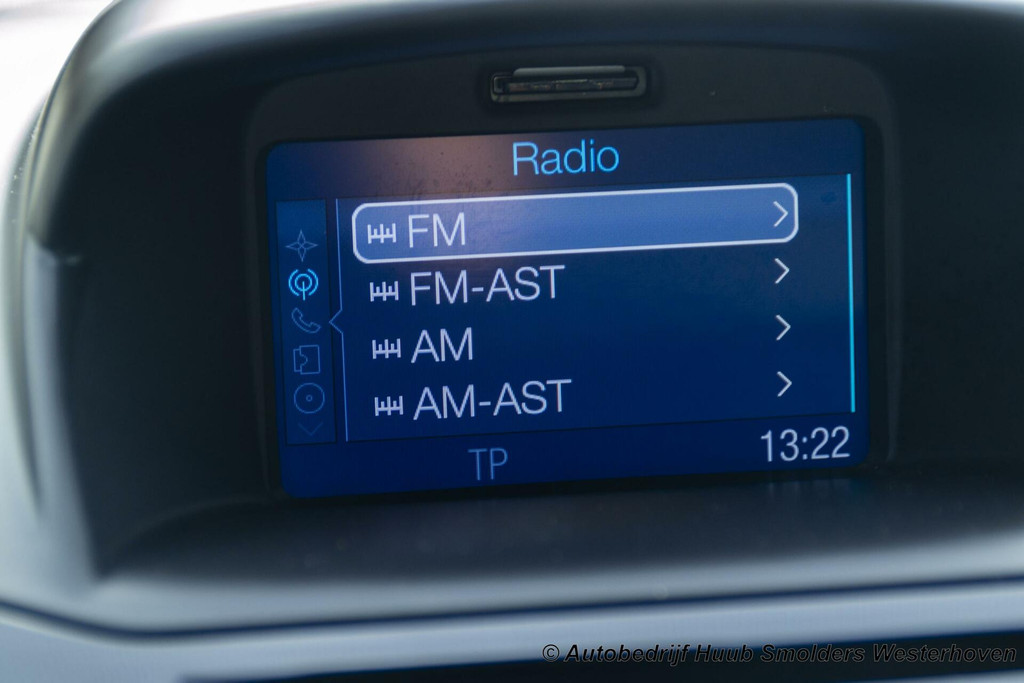 Radio
FM
FM-AST
AM
AM-AST
TP
13:22
© Autobedrijf Huub Smolders Westerhoven